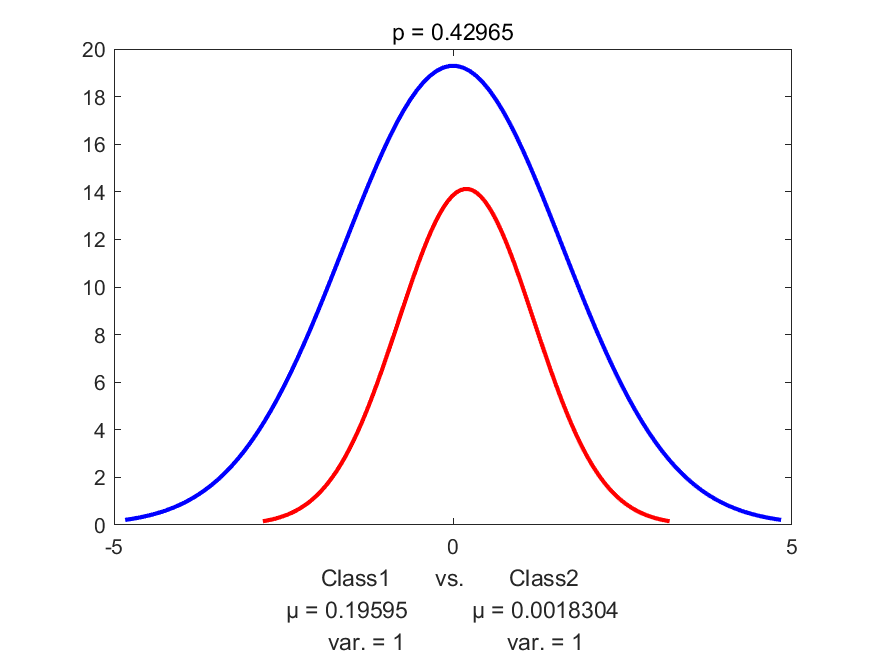 p = 0.42965
20
18
16
14
12
10
8
6
4
2
0
-5 0 5
Class1 vs. Class2
μ = 0.19595 μ = 0.0018304
var. = 1 var. = 1